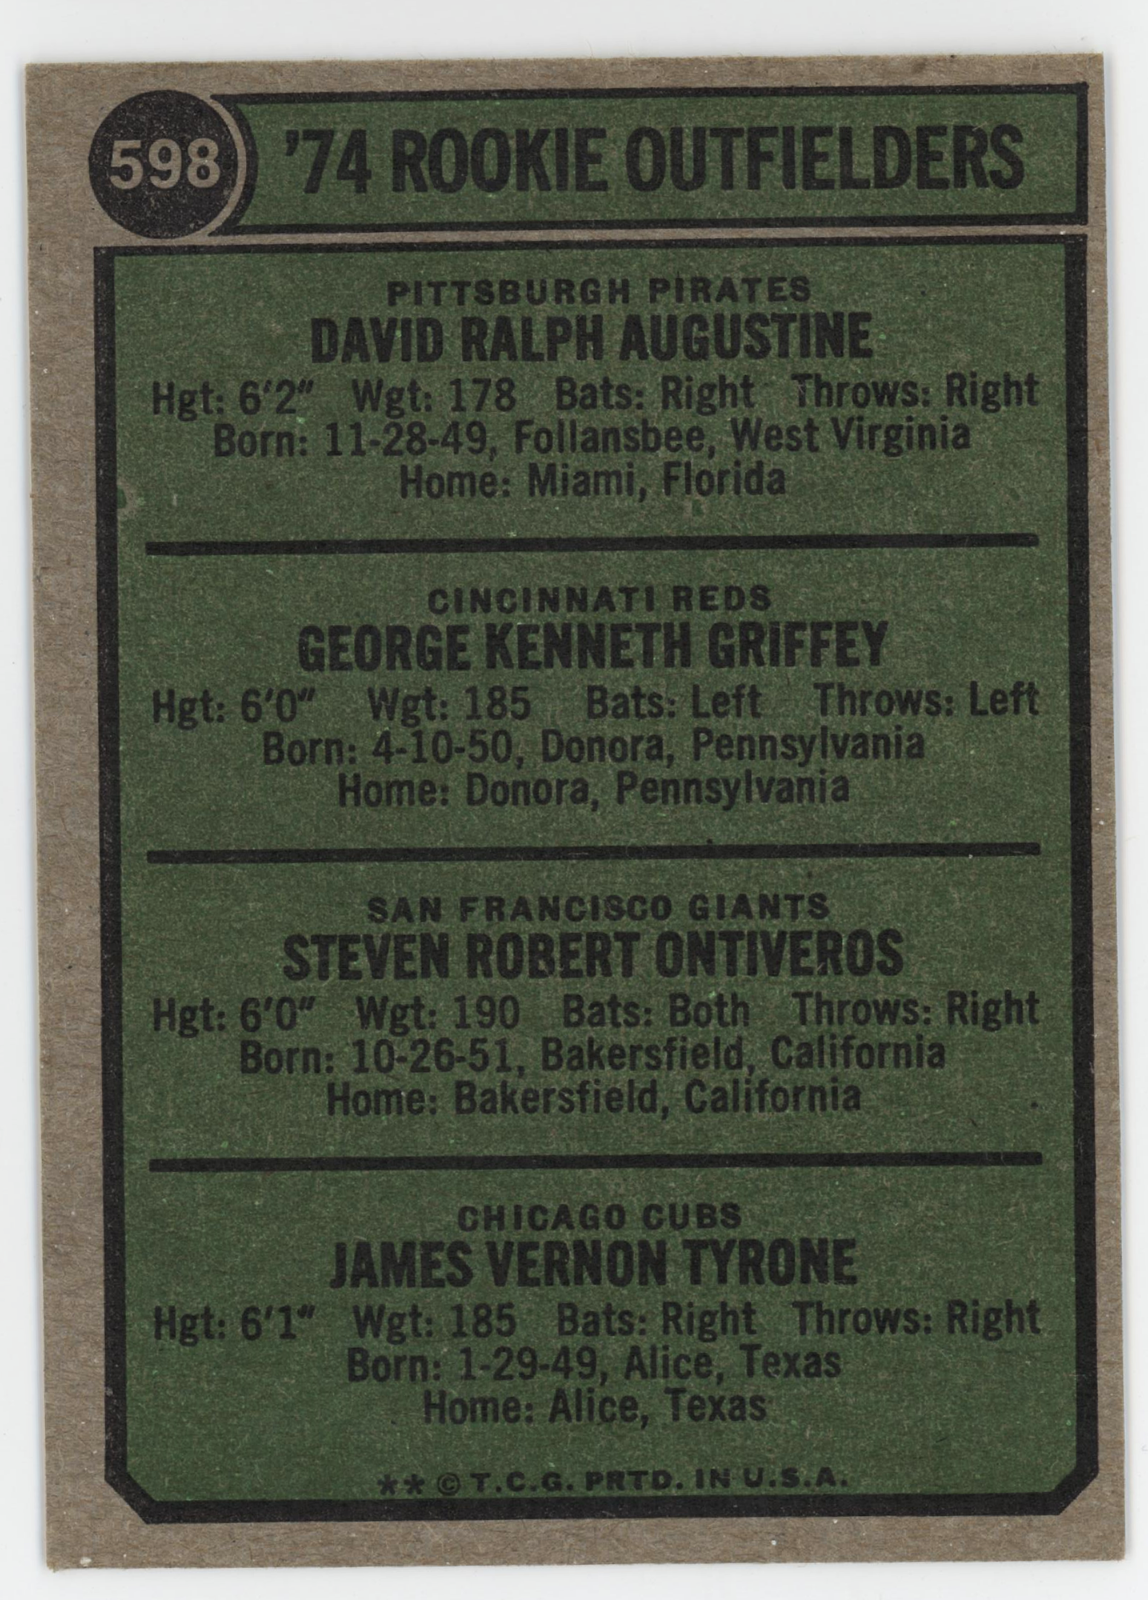 598
'74 ROOKIE OUTFIELDERS
PITTSBURGH PIRATES
DAVID RALPH AUGUSTINE
Hgt: 6'2" Wgt: 178 Bats: Right Throws: Right
Born: 11-28-49, Follansbee, West Virginia
Home: Miami, Florida
CINCINNATI REDS
GEORGE KENNETH GRIFFEY
Hgt: 6'0" Wgt: 185 Bats: Left Throws: Left
Born: 4-10-50, Donora, Pennsylvania
Home: Donora, Pennsylvania
SAN FRANCISCO GIANTS
STEVEN ROBERT ONTIVEROS
Hgt: 6'0" Wgt: 190 Bats: Both Throws: Right
Born: 10-26-51, Bakersfield, California
Home: Bakersfield, California
CHICAGO CUBS
JAMES VERNON TYRONE
Hgt: 6'1" Wgt: 185 Bats: Right Throws: Right
Born: 1-29-49, Alice, Texas
Home: Alice, Texas
** © T.C.G. PRTD. IN U.S.A.